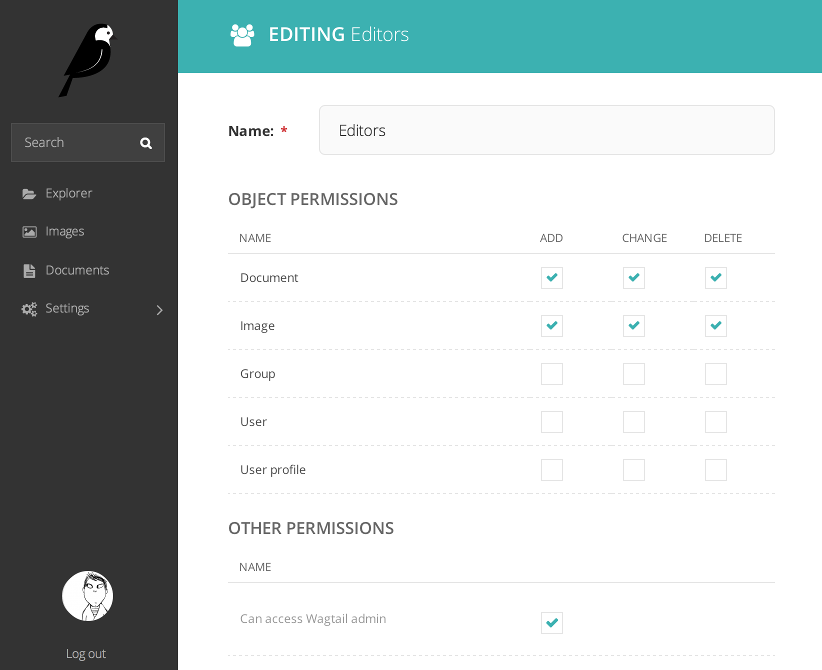 Search
Explorer
Images
Documents
Settings
Log out
EDITING Editors
Name: * Editors
OBJECT PERMISSIONS
NAME ADD CHANGE DELETE
Document
Image
Group
User
User profile
OTHER PERMISSIONS
NAME
Can access Wagtail admin